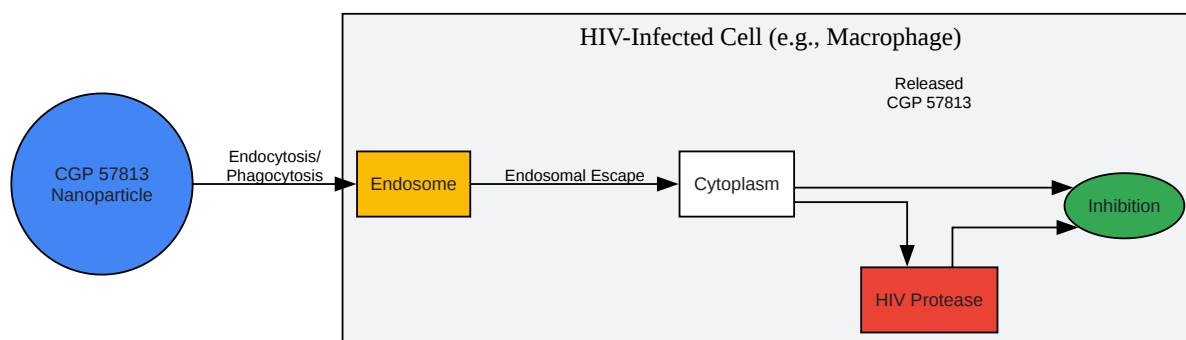 HIV-Infected Cell (e.g., Macrophage)
Released
CGP 57813
CGP 57813
Nanoparticle
Endocytosis/
Phagocytosis
Endosome
Endosomal Escape
Cytoplasm
Inhibition
HIV Protease